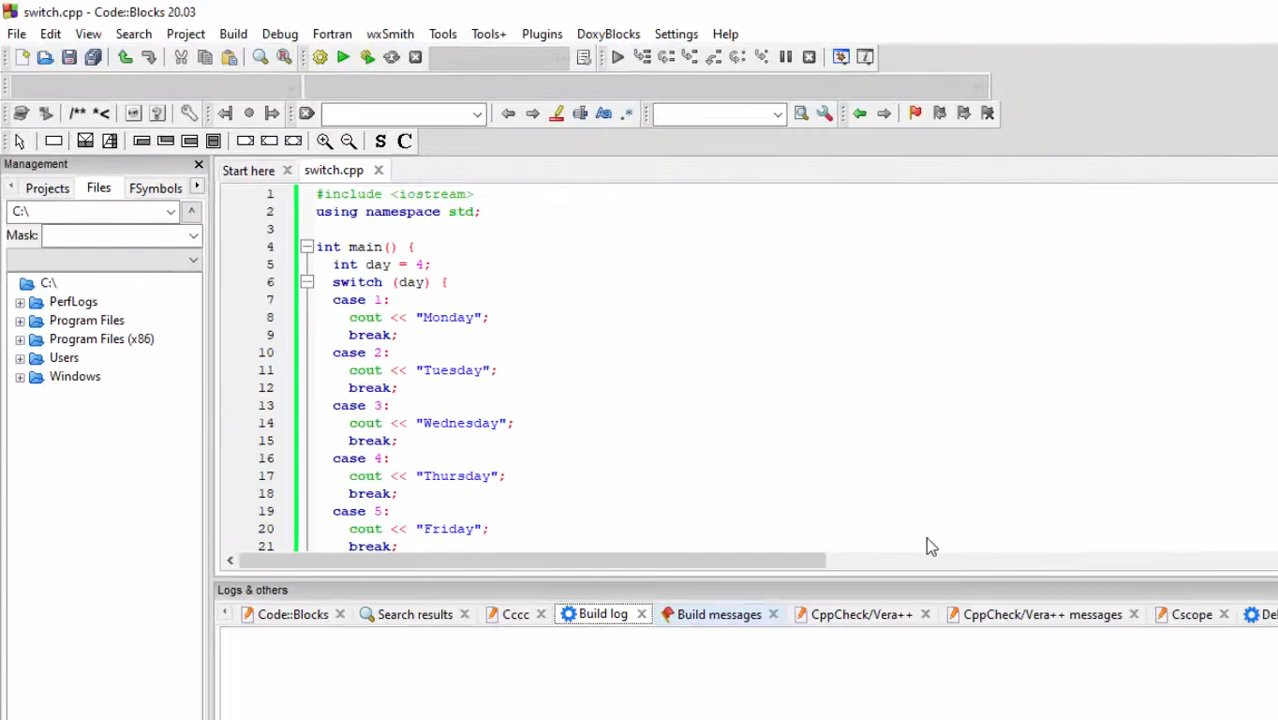 switch.cpp - Code::Blocks 20.03
File Edit View Search Project Build Debug Fortran wxSmith Tools Tools+ Plugins DoxyBlocks Settings Help
/** *<
Aa .*
S C
Management
Projects Files FSymbols
C:\
Mask:
C:\
PerfLogs
Program Files
Program Files (x86)
Users
Windows
Start here switch.cpp
1 #include <iostream>
2 using namespace std;
3
4 int main() {
5 int day = 4;
6 switch (day) {
7 case 1:
8 cout << "Monday";
9 break;
10 case 2:
11 cout << "Tuesday";
12 break;
13 case 3:
14 cout << "Wednesday";
15 break;
16 case 4:
17 cout << "Thursday";
18 break;
19 case 5:
20 cout << "Friday";
21 break;
Logs & others
Code::Blocks Search results Cccc Build log Build messages CppCheck/Vera++ CppCheck/Vera++ messages Cscope De